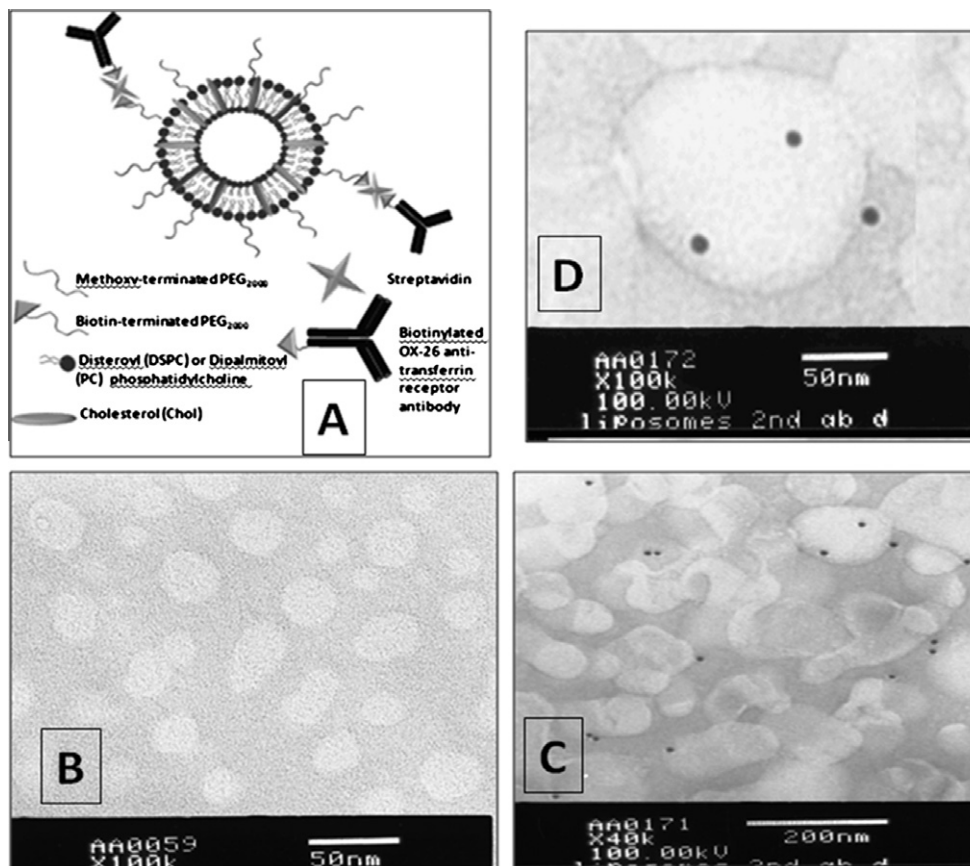 Methoxy-terminated PEG2000
Biotin-terminated PEG2000
Disteroyl (DSPC) or Dipalmitoyl
(PC) phosphatidylcholine
Cholesterol (Chol)
Streptavidin
Biotinylated
OX-26 anti-
transferrin
receptor
antibody
A
D
AA0172
X100k
100.00kV
50nm
liposomes 2nd ab d
B
AA0059
X100k
50nm
C
AA0171
X40k
100.00kV
200nm
liposomes 2nd ab d